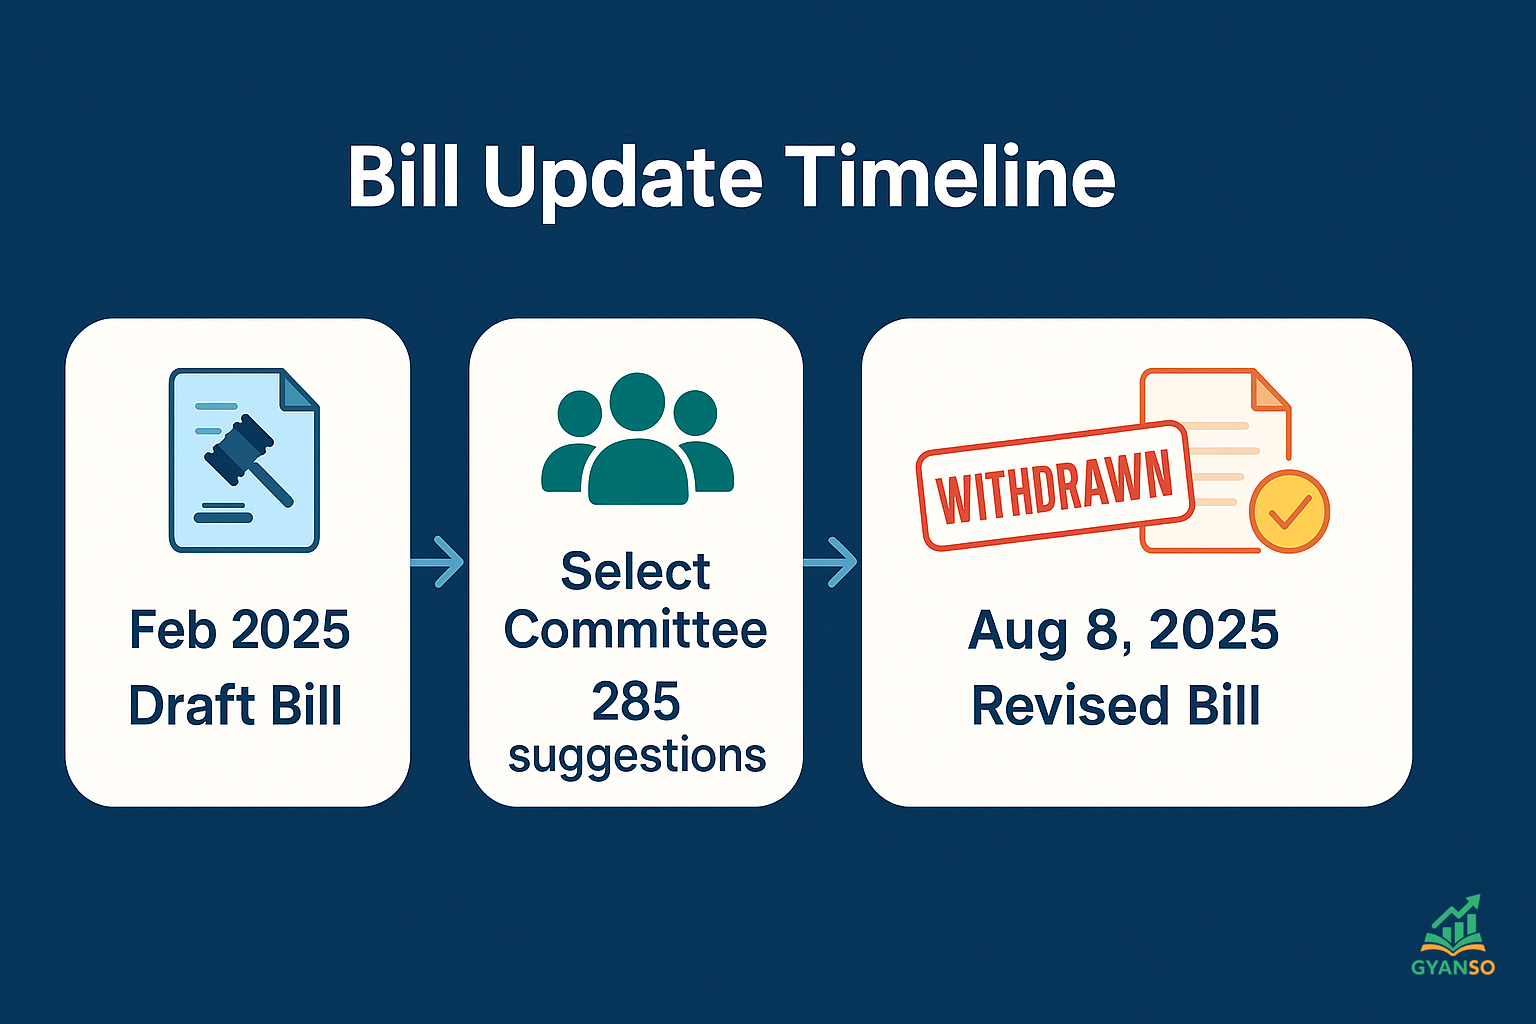 Bill Update Timeline
Feb 2025
Draft Bill
Select
Committee
285
suggestions
WITHDRAWN
Aug 8, 2025
Revised Bill
GYANSO